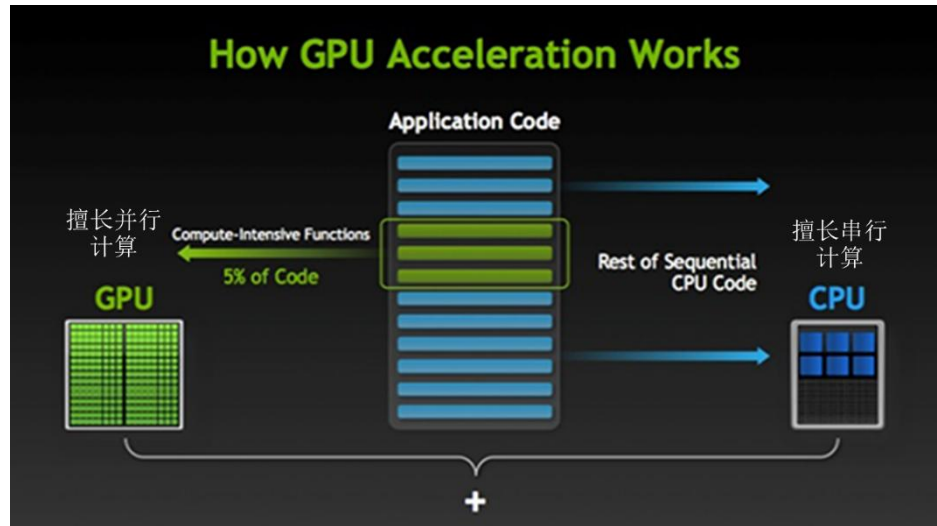 How GPU Acceleration Works
Application Code
擅长并行
计算
Compute-Intensive Functions
5% of Code
GPU
Rest of Sequential
CPU Code
擅长串行
计算
CPU
+